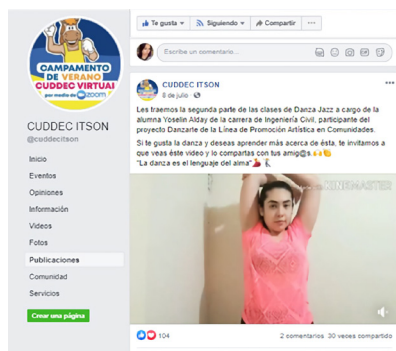 Te gusta
Siguiendo
Compartir
Escribe un comentario...
CAMPAMENTO
DE VERANO
CUDDEC VIRTUAL
por medio de zoom
CUDDEC ITSON
@cuddecitson
Inicio
Eventos
Opiniones
Información
Videos
Fotos
Publicaciones
Comunidad
Servicios
Crear una página
CUDDEC ITSON
8 de julio
Les traemos la segunda parte de las clases de Danza Jazz a cargo de la
alumna Yoselin Alday de la carrera de Ingeniería Civil, participante del
proyecto Danzarte de la Línea de Promoción Artística en Comunidades.
Si te gusta la danza y deseas aprender más acerca de ésta, te invitamos a
que veas éste video y lo compartas con tus amig@s.
"La danza es el lenguaje del alma"
KINEMASTER
104
2 comentarios 30 veces compartido